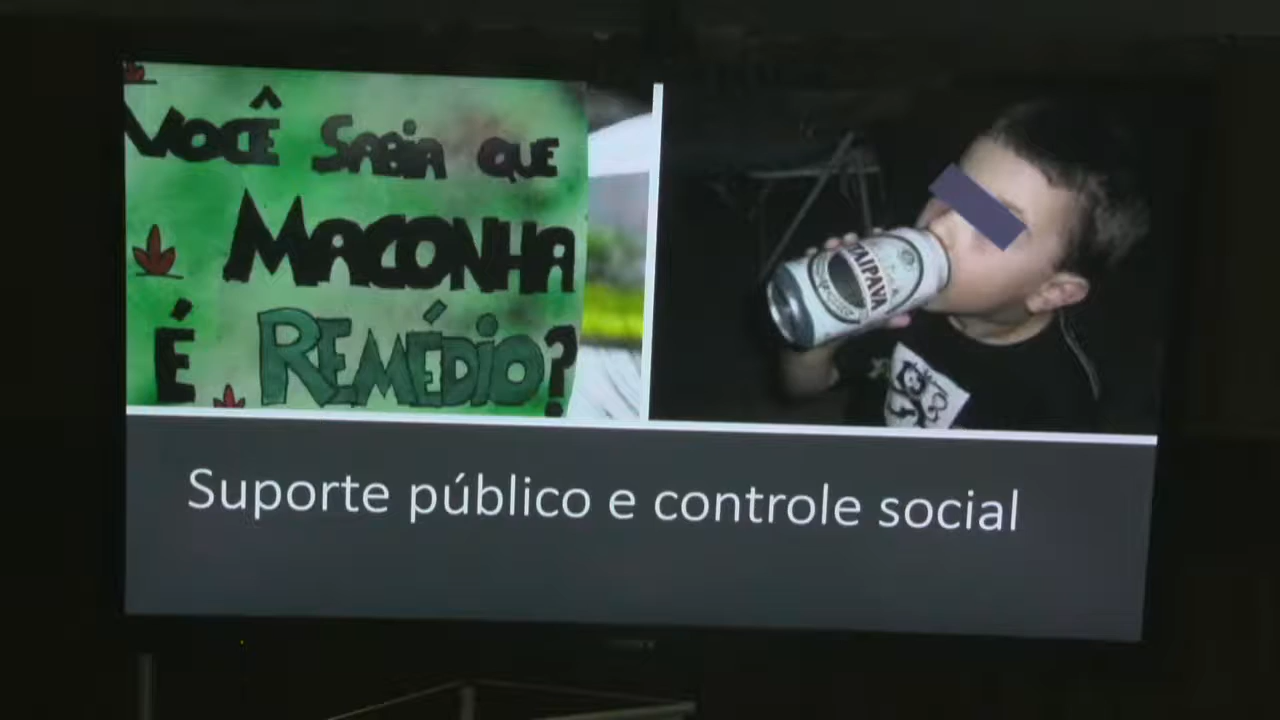 VOCÊ SABIA QUE
MACONHA
É REMÉDIO?
ITAIPAVA
Suporte público e controle social